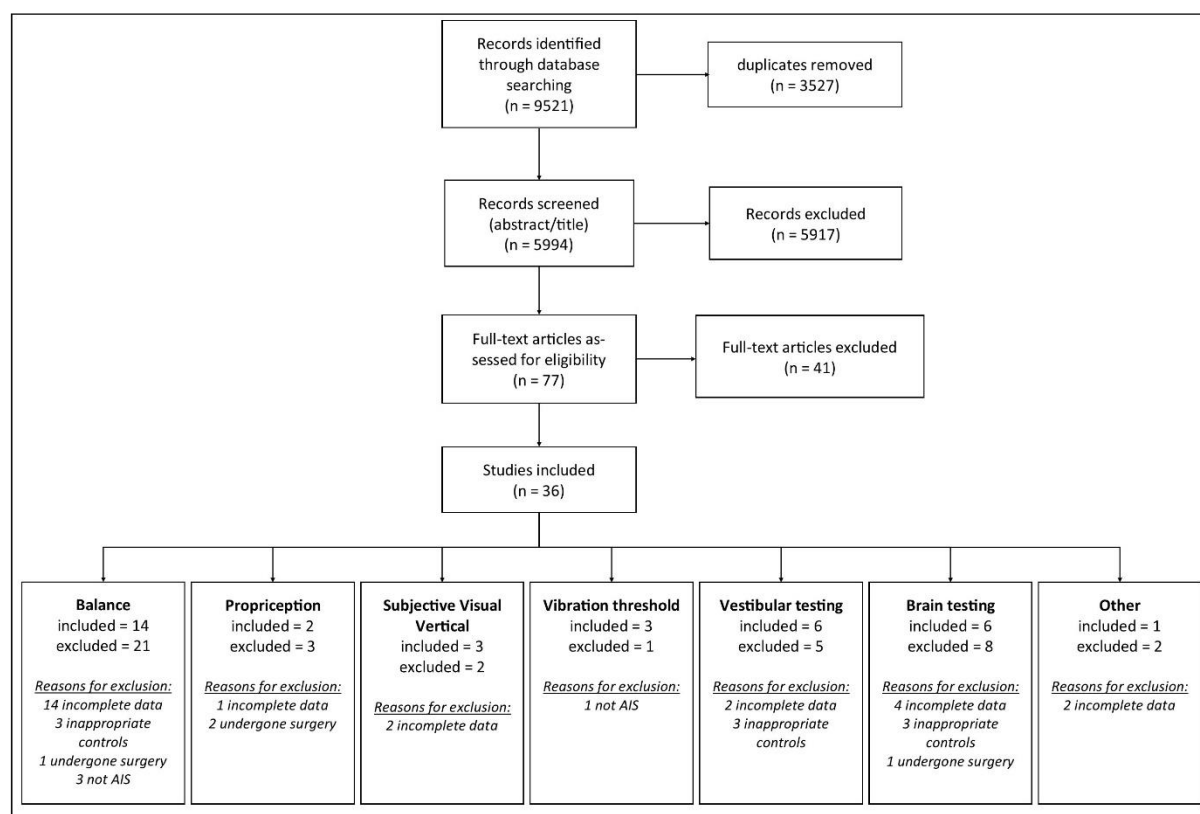 Records identified
through database
searching
(n = 9521)
duplicates removed
(n = 3527)
Records screened
(abstract/title)
(n = 5994)
Records excluded
(n = 5917)
Full-text articles as-
sessed for eligibility
(n = 77)
Full-text articles excluded
(n = 41)
Studies included
(n = 36)
Balance
included = 14
excluded = 21
Reasons for exclusion:
14 incomplete data
3 inappropriate
controls
1 undergone surgery
3 not AIS
Propriception
included = 2
excluded = 3
Reasons for exclusion:
1 incomplete data
2 undergone surgery
Subjective Visual
Vertical
included = 3
excluded = 2
Reasons for exclusion:
2 incomplete data
Vibration threshold
included = 3
excluded = 1
Reasons for exclusion:
1 not AIS
Vestibular testing
included = 6
excluded = 5
Reasons for exclusion:
2 incomplete data
3 inappropriate
controls
Brain testing
included = 6
excluded = 8
Reasons for exclusion:
4 incomplete data
3 inappropriate
controls
1 undergone surgery
Other
included = 1
excluded = 2
Reasons for exclusion:
2 incomplete data